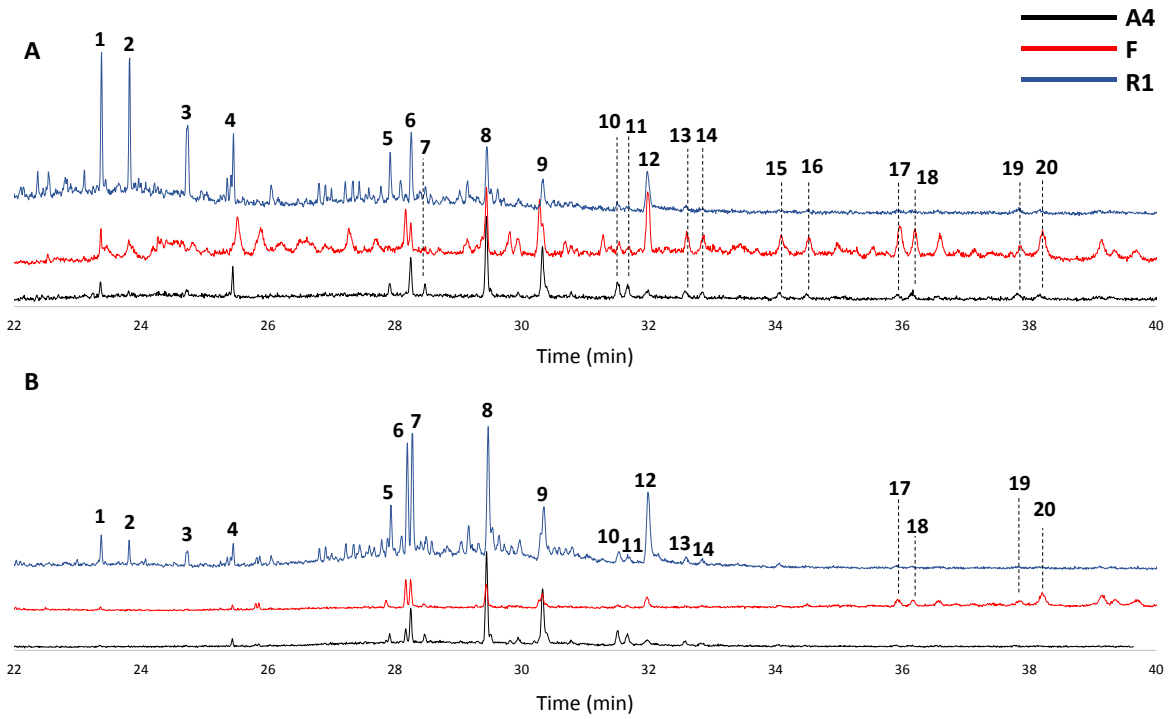 A4
F
R1
A
1 2 3 4 5 6 7 8 9 10 11 12 13 14 15 16 17 18 19 20
22 24 26 28 30 32 34 36 38 40
Time (min)
B
1 2 3 4 5 6 7 8 9 10 11 12 13 14 17 18 19 20
22 24 26 28 30 32 34 36 38 40
Time (min)